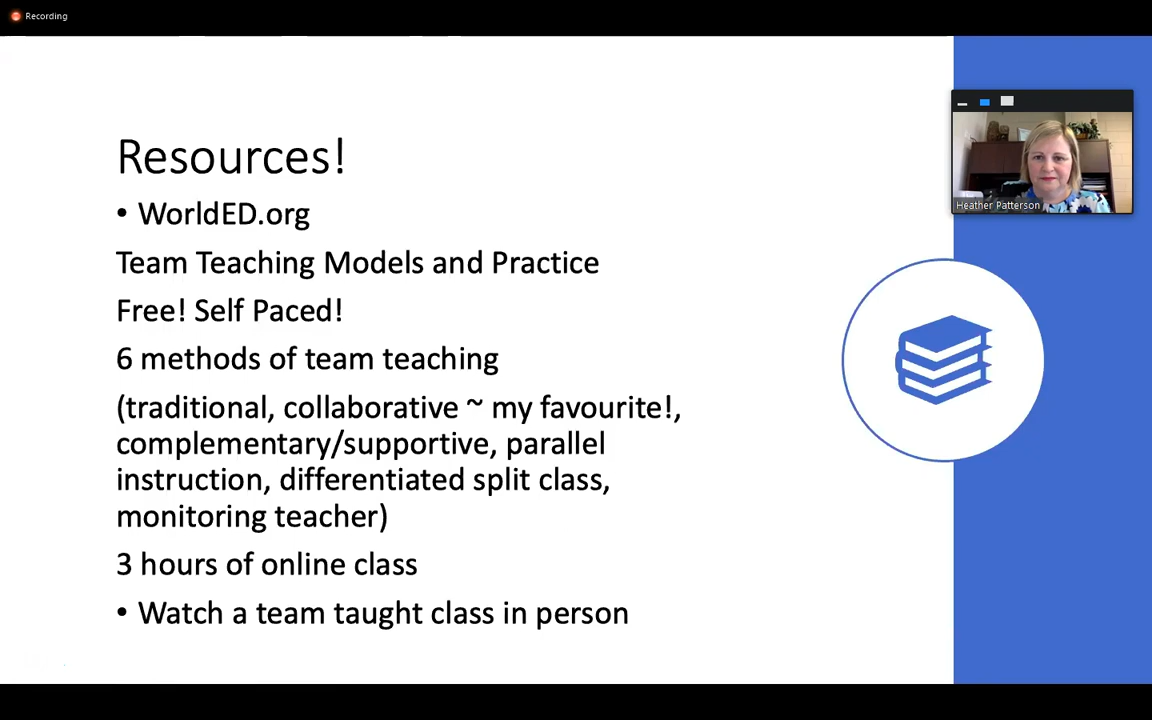 Recording
Resources!
• WorldED.org
Team Teaching Models and Practice
Free! Self Paced!
6 methods of team teaching
(traditional, collaborative ~ my favourite!,
complementary/supportive, parallel
instruction, differentiated split class,
monitoring teacher)
3 hours of online class
• Watch a team taught class in person
Heather Patterson